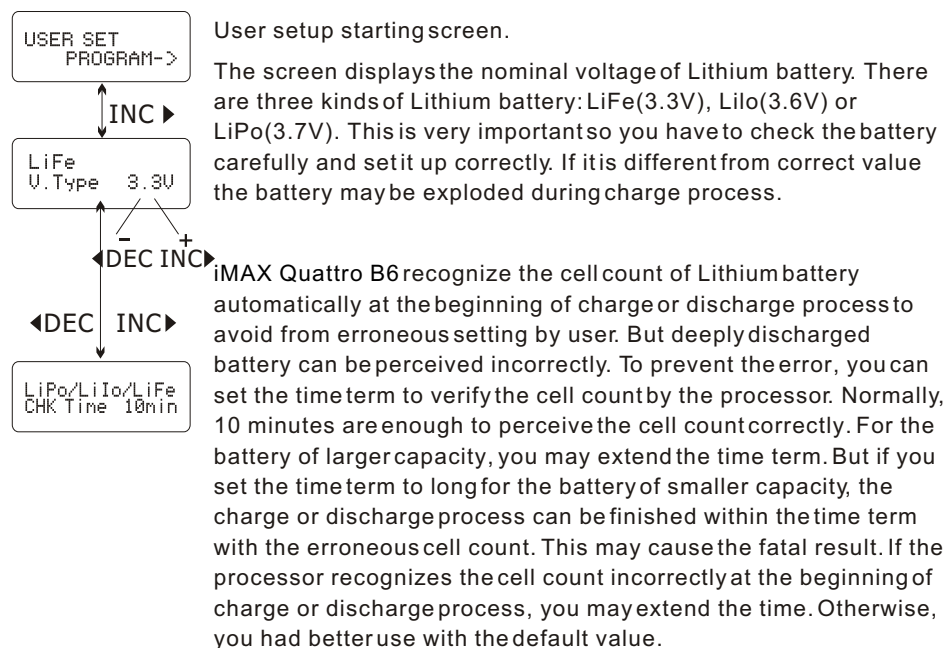 USER SET
PROGRAM->
INC ▶
LiFe
V.Type 3.3V
- +
◀DEC INC▶
◀DEC INC▶
LiPo/LiIo/LiFe
CHK Time 10min
User setup starting screen.
The screen displays the nominal voltage of Lithium battery. There
are three kinds of Lithium battery: LiFe(3.3V), LiIo(3.6V) or
LiPo(3.7V). This is very important so you have to check the battery
carefully and set it up correctly. If it is different from correct value
the battery may be exploded during charge process.
iMAX Quattro B6 recognize the cell count of Lithium battery
automatically at the beginning of charge or discharge process to
avoid from erroneous setting by user. But deeply discharged
battery can be perceived incorrectly. To prevent the error, you can
set the time term to verify the cell count by the processor. Normally,
10 minutes are enough to perceive the cell count correctly. For the
battery of larger capacity, you may extend the time term. But if you
set the time term to long for the battery of smaller capacity, the
charge or discharge process can be finished within the time term
with the erroneous cell count. This may cause the fatal result. If the
processor recognizes the cell count incorrectly at the beginning of
charge or discharge process, you may extend the time. Otherwise,
you had better use with the default value.